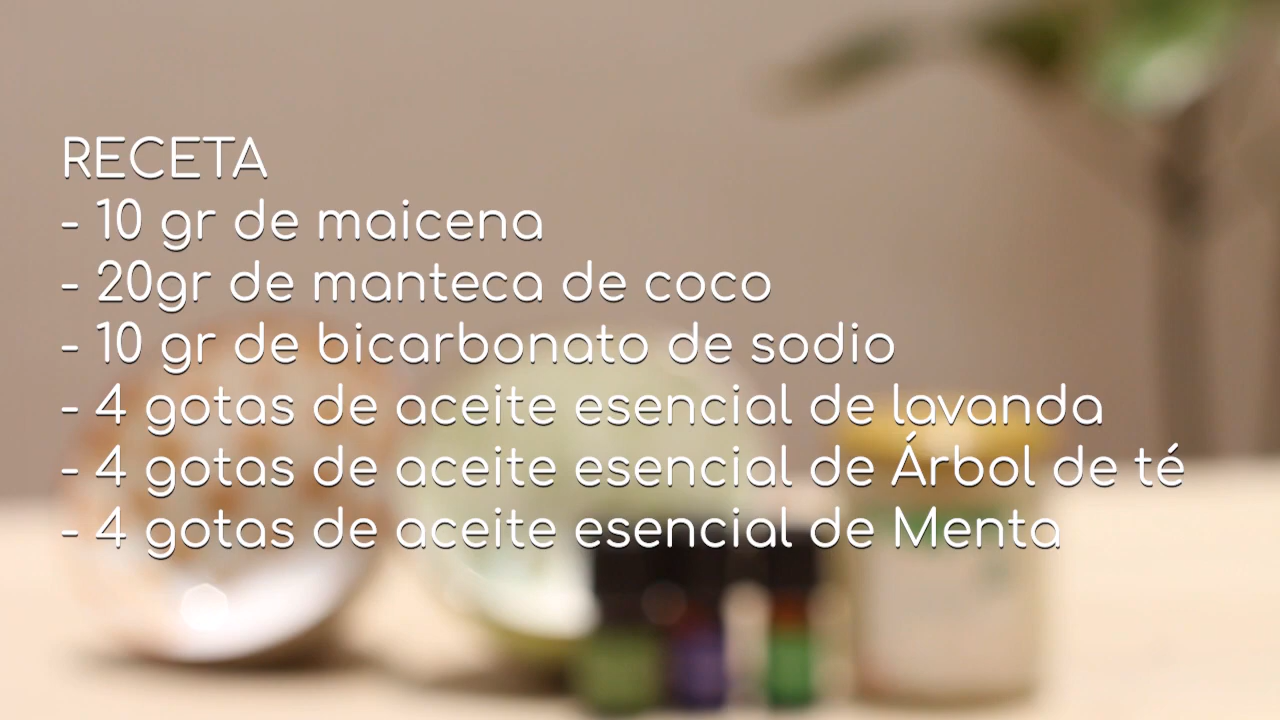 RECETA
- 10 gr de maicena
- 20gr de manteca de coco
- 10 gr de bicarbonato de sodio
- 4 gotas de aceite esencial de lavanda
- 4 gotas de aceite esencial de Árbol de té
- 4 gotas de aceite esencial de Menta